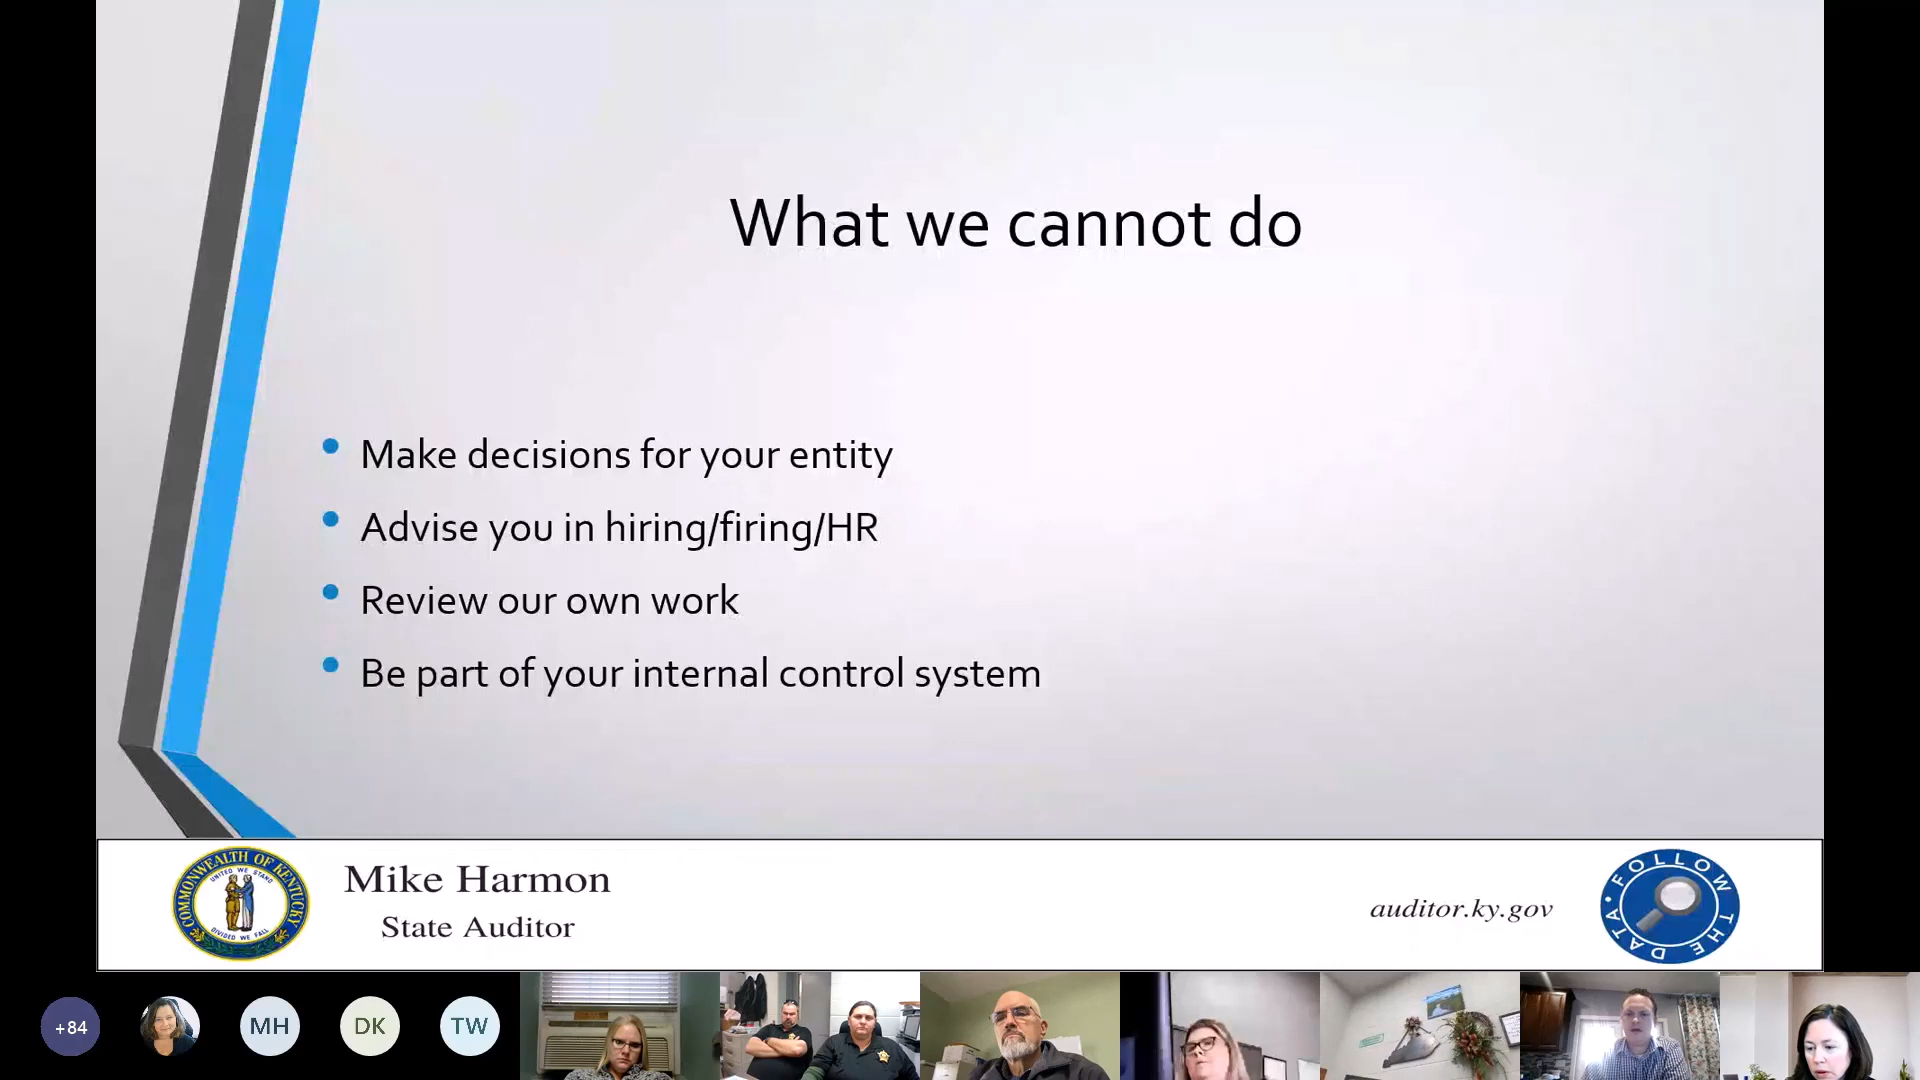 What we cannot do
Make decisions for your entity
Advise you in hiring/firing/HR
Review our own work
Be part of your internal control system
COMMONWEALTH OF KENTUCKY
UNITED WE STAND
DIVIDED WE FALL
Mike Harmon
State Auditor
auditor.ky.gov
FOLLOW THE DATA
+84
MH
DK
TW